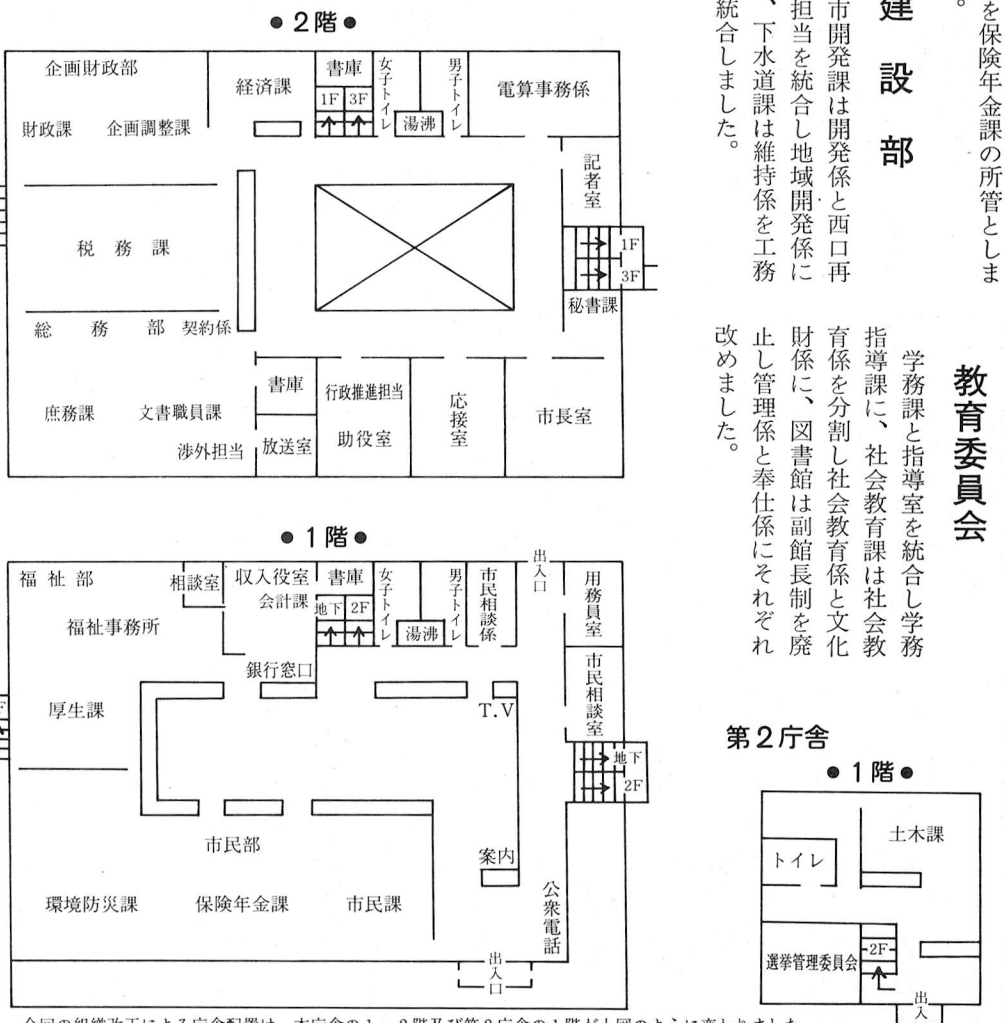 を保険年金課の所管としま
。
建設部
市開発課は開発係と西口再
担当を統合し地域開発係に
、下水道課は維持係を工務
統合しました。
教育委員会
学務課と指導室を統合し学務
指導課に、社会教育課は社会教
育係を分割し社会教育係と文化
財係に、図書館は副館長制を廃
止し管理係と奉仕係にそれぞれ
改めました。
●2階●
企画財政部
財政課 企画調整課
経済課
書庫
1F 3F
女子トイレ
湯沸
男子トイレ
電算事務係
記者室
1F
3F
秘書課
税務課
総務部 契約係
庶務課 文書職員課
渉外担当
書庫
放送室
行政推進担当
助役室
応接室
市長室
●1階●
福祉部
福祉事務所
厚生課
相談室
収入役室
会計課
銀行窓口
書庫
地下 2F
女子トイレ
湯沸
男子トイレ
市民相談係
出入口
用務員室
市民相談室
T.V
地下
2F
市民部
環境防災課 保険年金課 市民課
案内
公衆電話
出入口
第2庁舎
●1階●
土木課
トイレ
選挙管理委員会
2F
出入